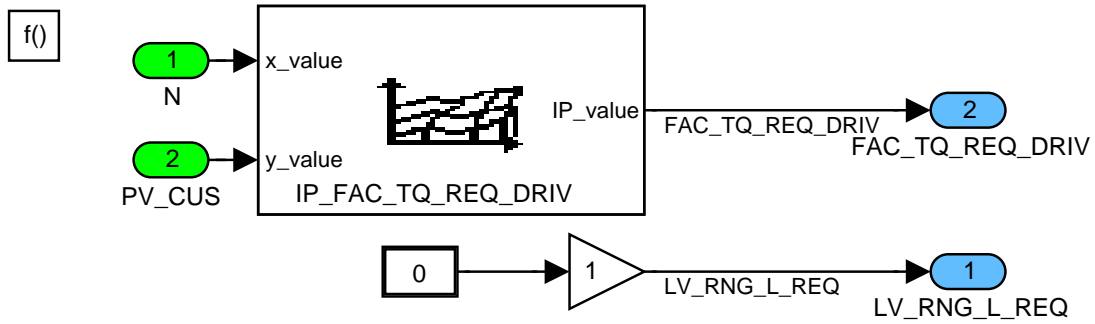 f()
1
N
x_value
IP_value
FAC_TQ_REQ_DRIV
2
FAC_TQ_REQ_DRIV
2
PV_CUS
y_value
IP_FAC_TQ_REQ_DRIV
0
1
LV_RNG_L_REQ
1
LV_RNG_L_REQ